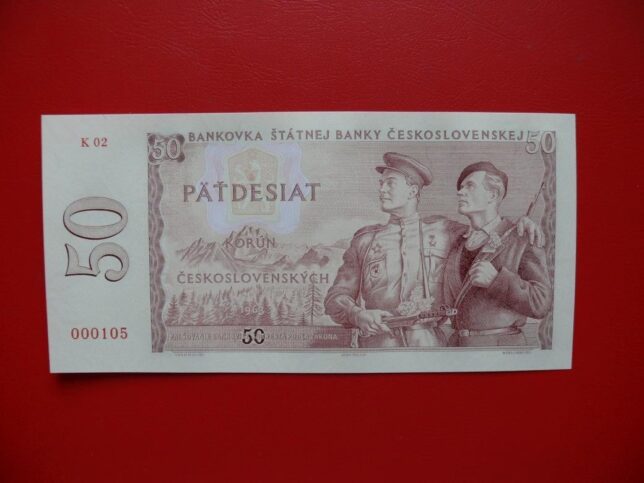 K 02
50 BANKOVKA ŠTÁTNEJ BANKY ČESKOSLOVENSKEJ 50
50
PÄŤDESIAT
KORÚN
ČESKOSLOVENSKÝCH
000105
50